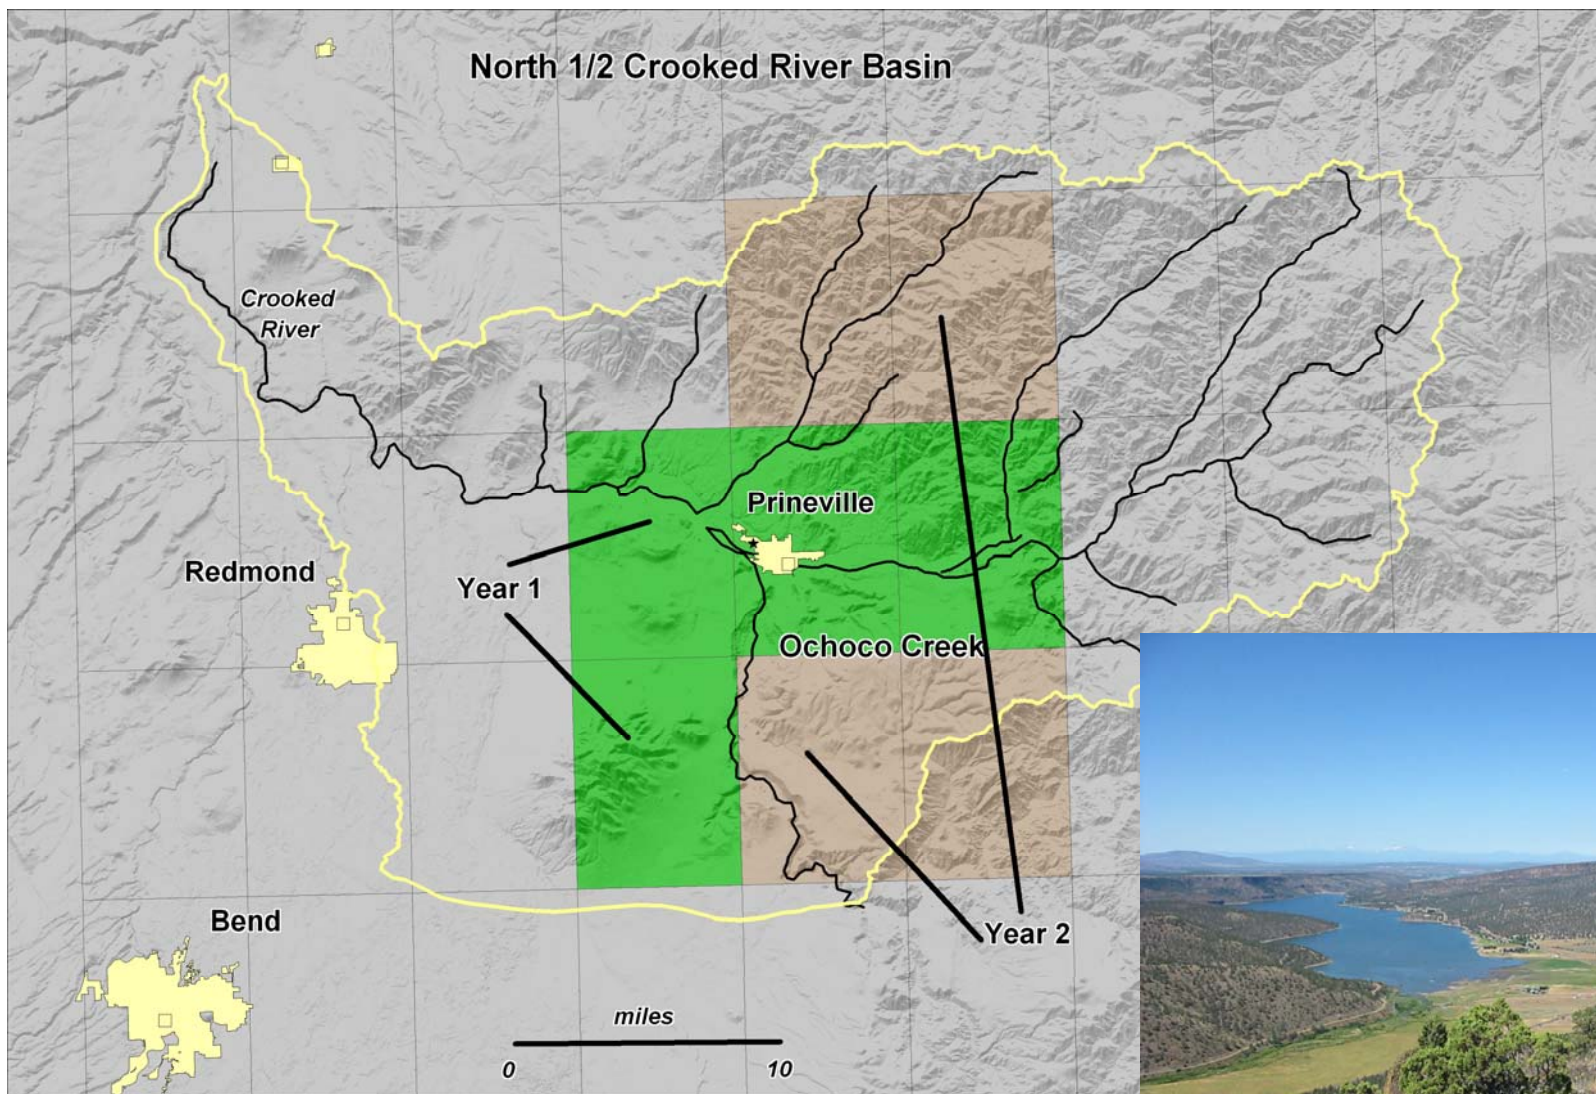 North 1/2 Crooked River Basin
Crooked
River
Prineville
Redmond
Year 1
Ochoco Creek
Bend
Year 2
miles
0
10